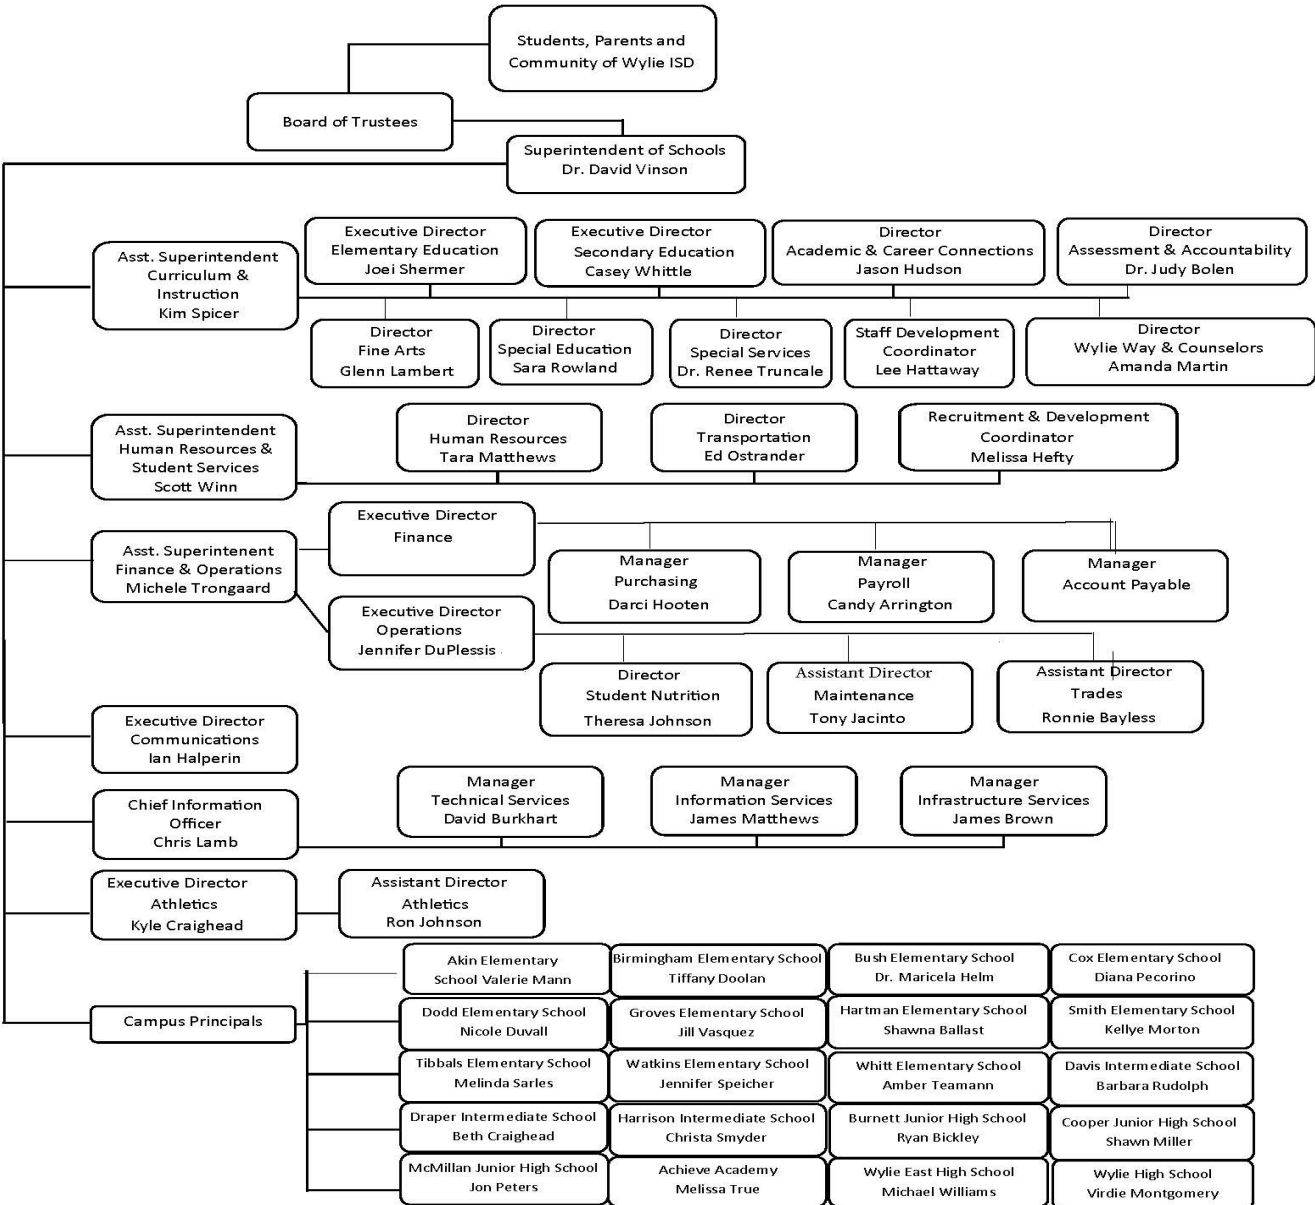 Students, Parents and
Community of Wylie ISD
Board of Trustees
Superintendent of Schools
Dr. David Vinson
Asst. Superintendent
Curriculum &
Instruction
Kim Spicer
Executive Director
Elementary Education
Joei Shermer
Executive Director
Secondary Education
Casey Whittle
Director
Academic & Career Connections
Jason Hudson
Director
Assessment & Accountability
Dr. Judy Bolen
Director
Fine Arts
Glenn Lambert
Director
Special Education
Sara Rowland
Director
Special Services
Dr. Renee Truncale
Staff Development
Coordinator
Lee Hattaway
Director
Wylie Way & Counselors
Amanda Martin
Asst. Superintendent
Human Resources &
Student Services
Scott Winn
Director
Human Resources
Tara Matthews
Director
Transportation
Ed Ostrander
Recruitment & Development
Coordinator
Melissa Hefty
Asst. Superintenent
Finance & Operations
Michele Trongaard
Executive Director
Finance
Manager
Purchasing
Darci Hooten
Manager
Payroll
Candy Arrington
Manager
Account Payable
Executive Director
Operations
Jennifer DuPlessis
Director
Student Nutrition
Theresa Johnson
Assistant Director
Maintenance
Tony Jacinto
Assistant Director
Trades
Ronnie Bayless
Executive Director
Communications
Ian Halperin
Chief Information
Officer
Chris Lamb
Manager
Technical Services
David Burkhart
Manager
Information Services
James Matthews
Manager
Infrastructure Services
James Brown
Executive Director
Athletics
Kyle Craighead
Assistant Director
Athletics
Ron Johnson
Campus Principals
Akin Elementary
School Valerie Mann
Birmingham Elementary School
Tiffany Doolan
Bush Elementary School
Dr. Maricela Helm
Cox Elementary School
Diana Pecorino
Dodd Elementary School
Nicole Duvall
Groves Elementary School
Jill Vasquez
Hartman Elementary School
Shawna Ballast
Smith Elementary School
Kellye Morton
Tibbals Elementary School
Melinda Sarles
Watkins Elementary School
Jennifer Speicher
Whitt Elementary School
Amber Teamann
Davis Intermediate School
Barbara Rudolph
Draper Intermediate School
Beth Craighead
Harrison Intermediate School
Christa Smyder
Burnett Junior High School
Ryan Bickley
Cooper Junior High School
Shawn Miller
McMillan Junior High School
Jon Peters
Achieve Academy
Melissa True
Wylie East High School
Michael Williams
Wylie High School
Virdie Montgomery